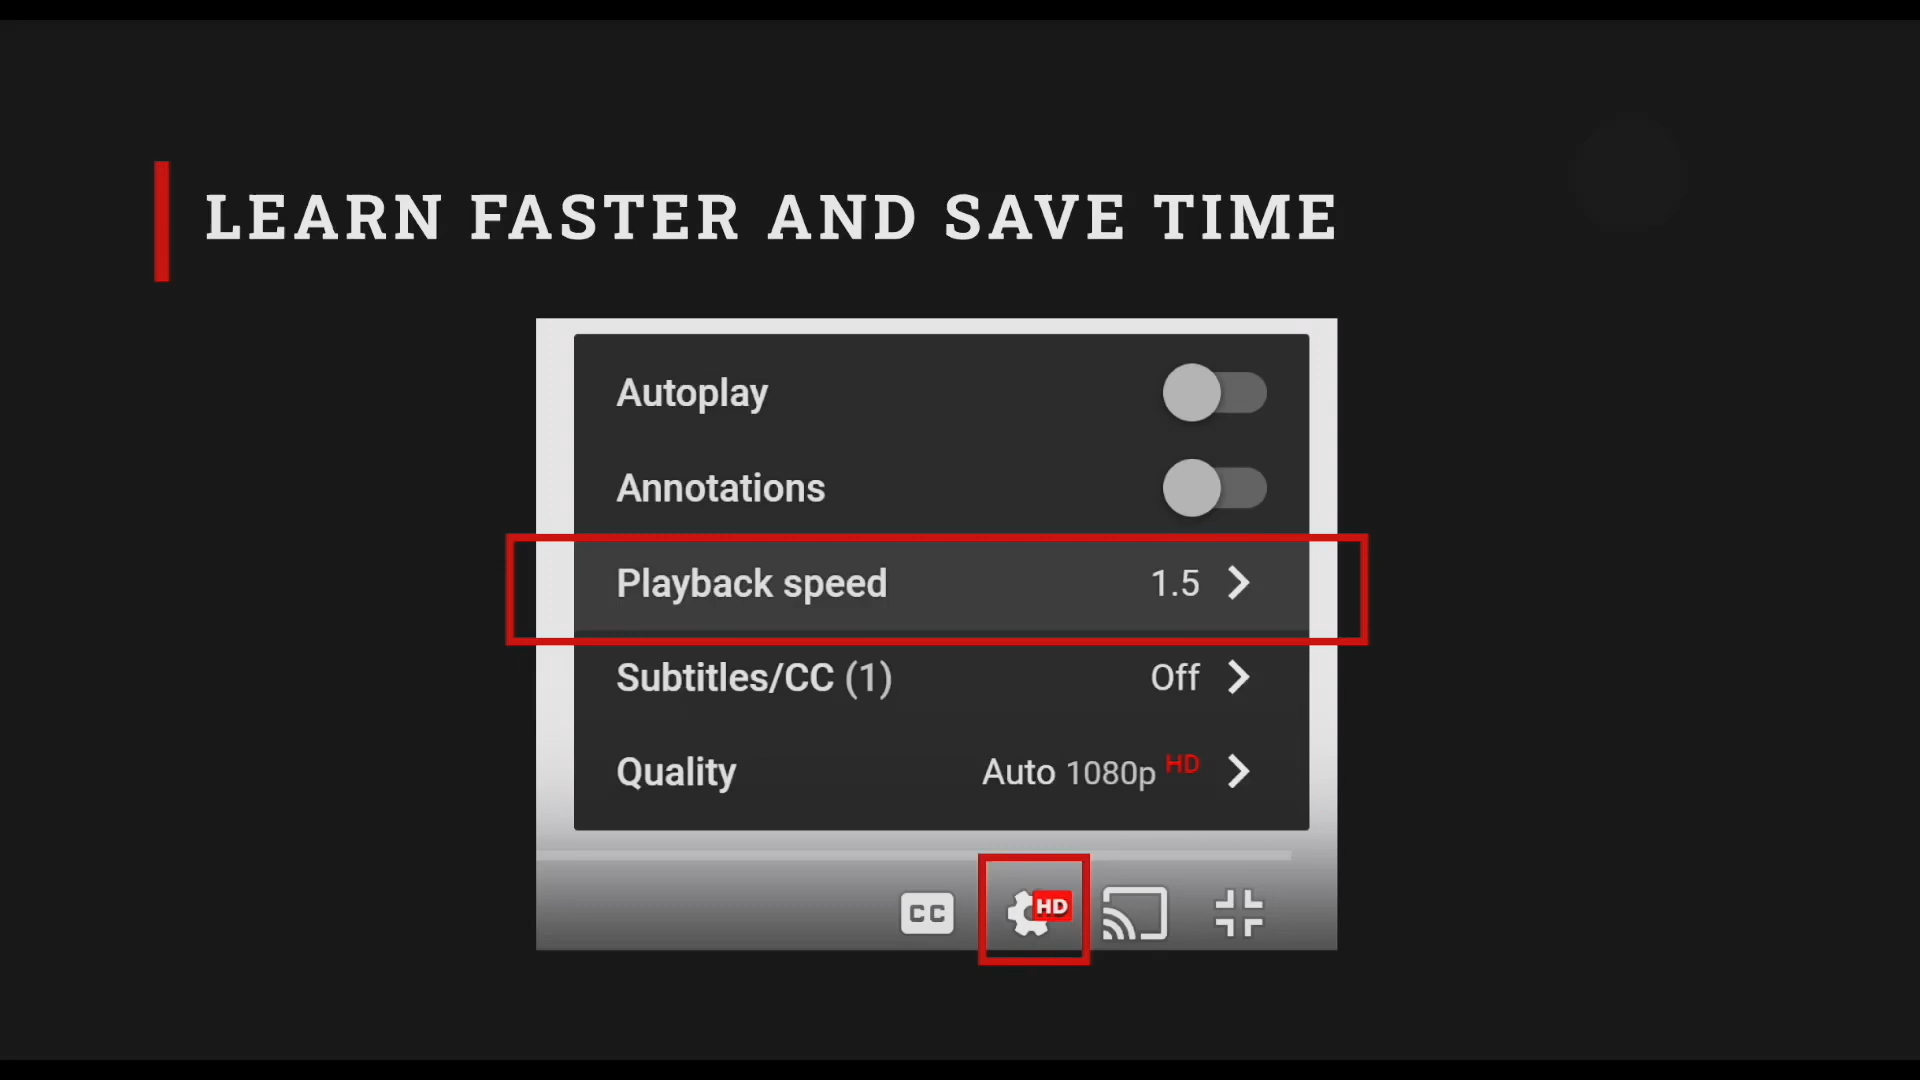 LEARN FASTER AND SAVE TIME
Autoplay
Annotations
Playback speed 1.5
Subtitles/CC (1) Off
Quality Auto 1080p HD
CC HD